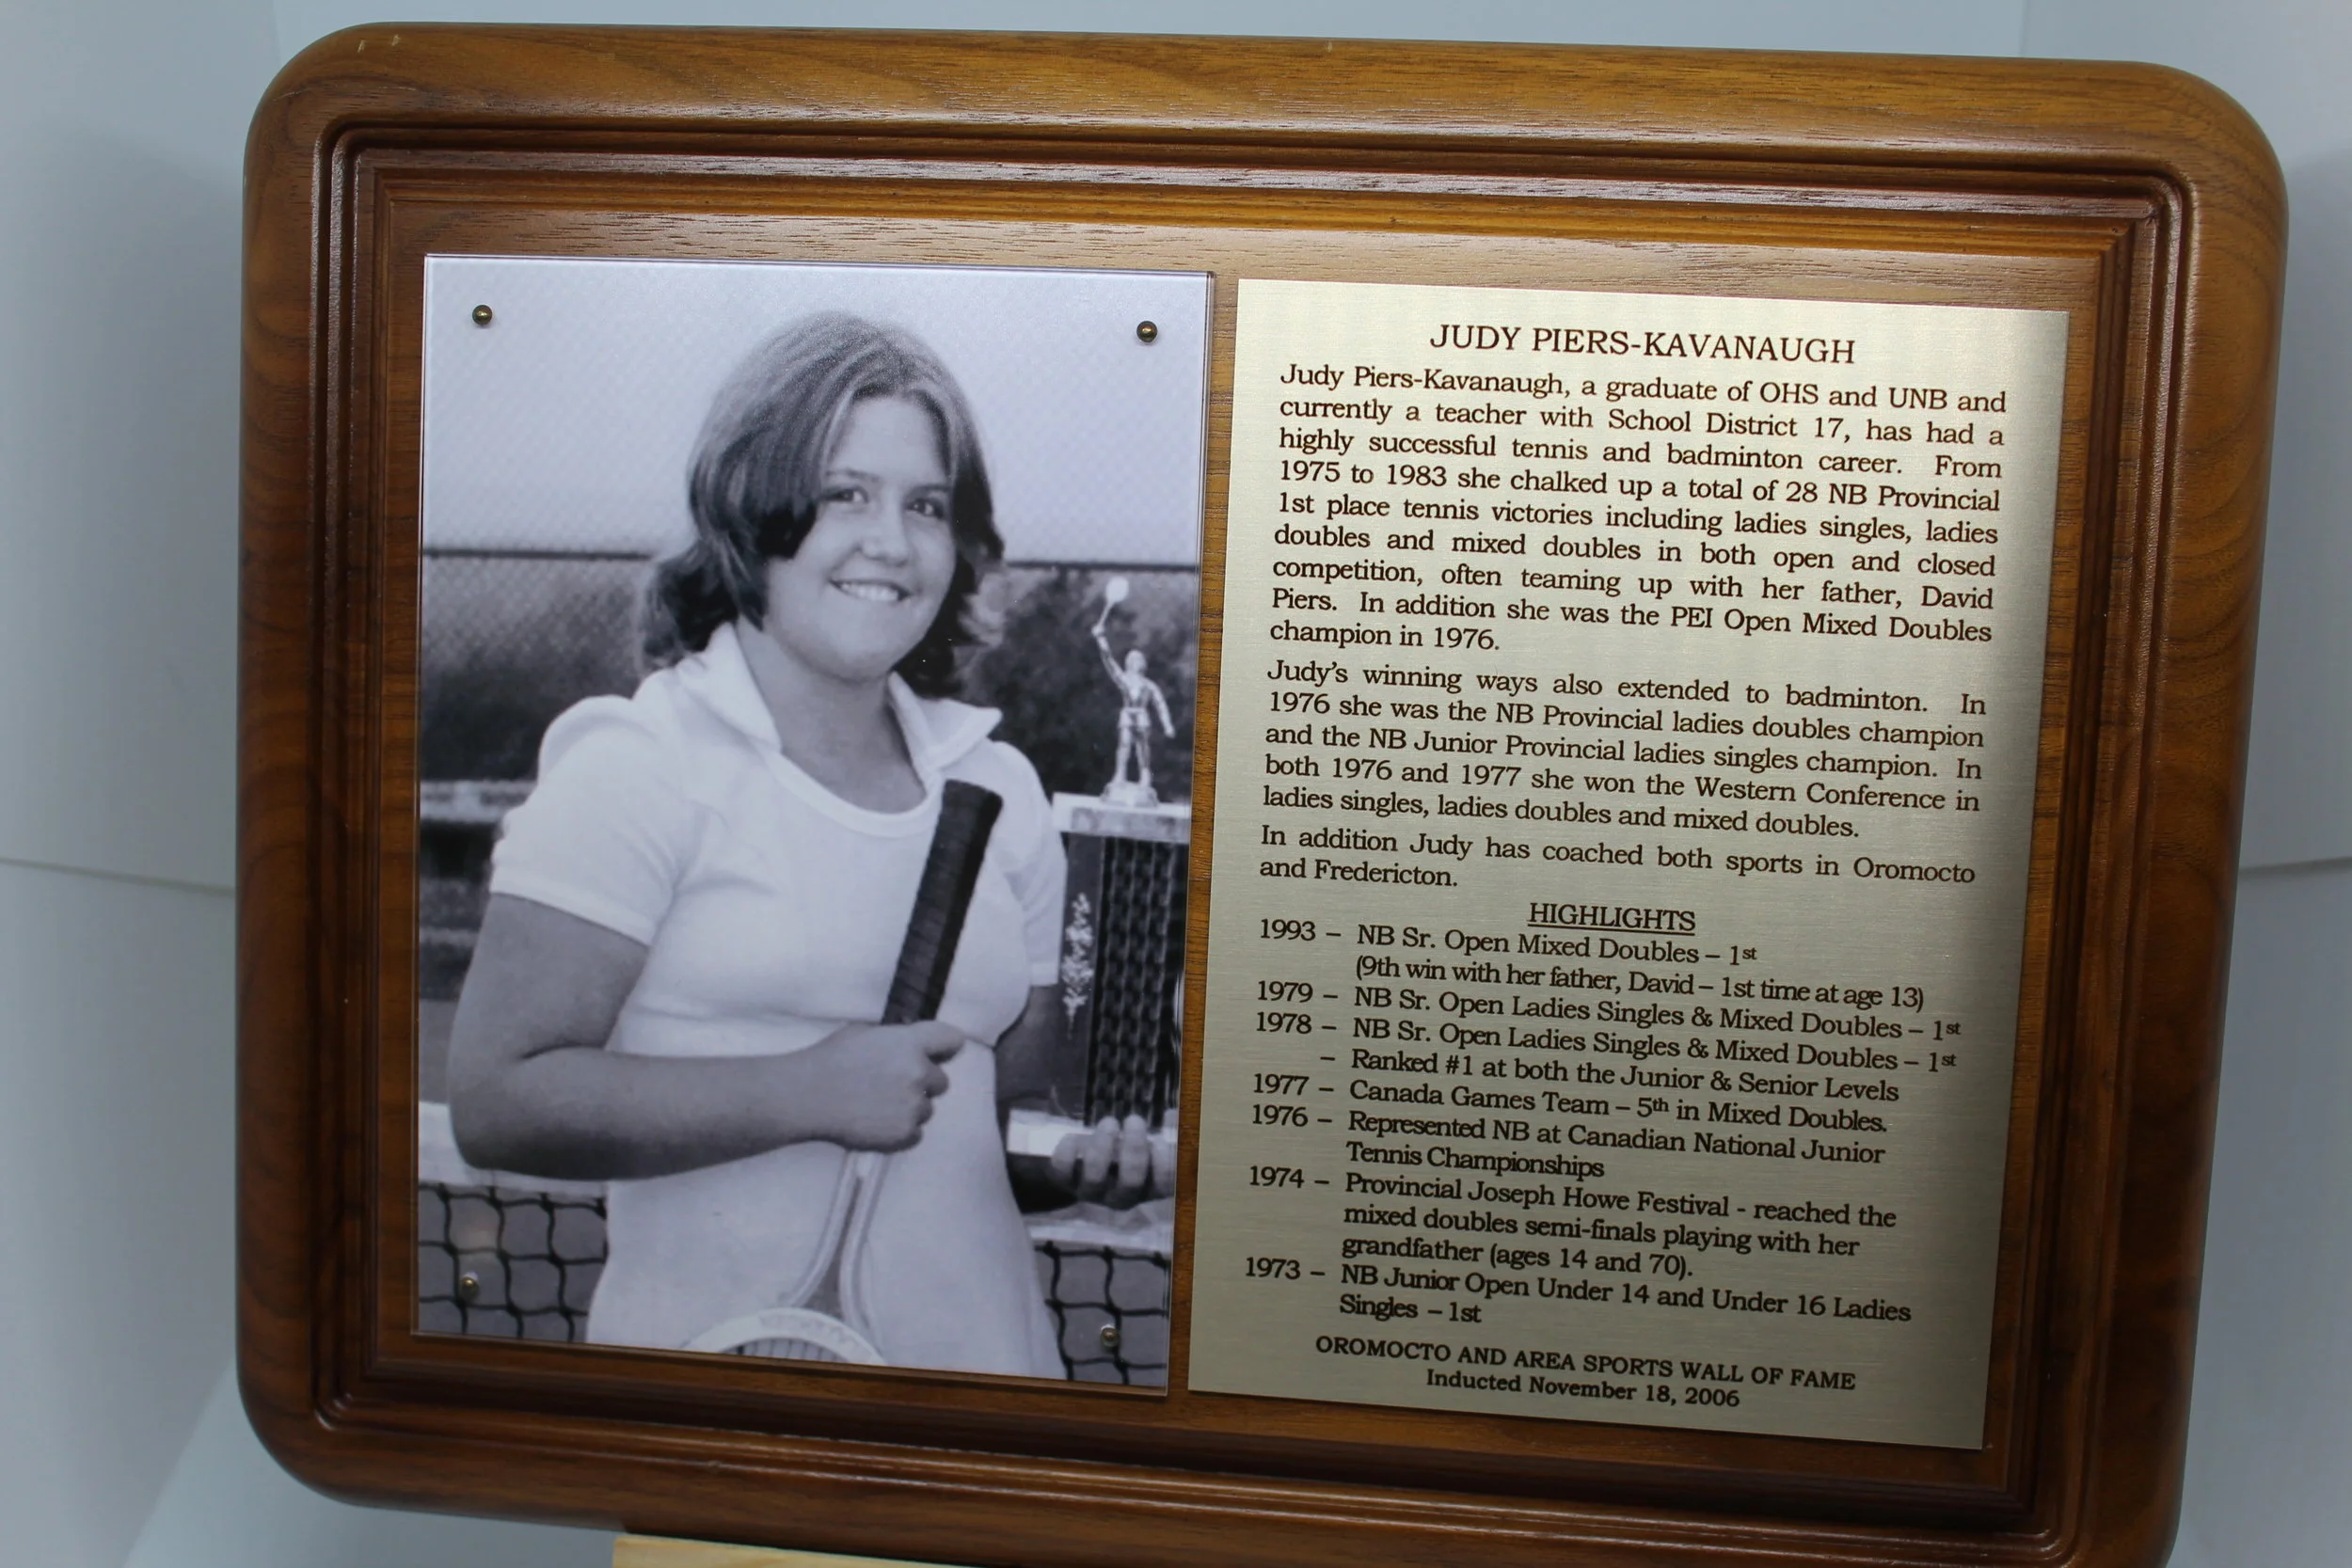 JUDY PIERS-KAVANAUGH
Judy Piers-Kavanaugh, a graduate of OHS and UNB and
currently a teacher with School District 17, has had a
highly successful tennis and badminton career. From
1975 to 1983 she chalked up a total of 28 NB Provincial
1st place tennis victories including ladies singles, ladies
doubles and mixed doubles in both open and closed
competition, often teaming up with her father, David
Piers. In addition she was the PEI Open Mixed Doubles
champion in 1976.
Judy's winning ways also extended to badminton. In
1976 she was the NB Provincial ladies doubles champion
and the NB Junior Provincial ladies singles champion. In
both 1976 and 1977 she won the Western Conference in
ladies singles, ladies doubles and mixed doubles.
In addition Judy has coached both sports in Oromocto
and Fredericton.
HIGHLIGHTS
1993 – NB Sr. Open Mixed Doubles – 1st
(9th win with her father, David – 1st time at age 13)
1979 – NB Sr. Open Ladies Singles & Mixed Doubles – 1st
1978 – NB Sr. Open Ladies Singles & Mixed Doubles – 1st
– Ranked #1 at both the Junior & Senior Levels
1977 – Canada Games Team – 5th in Mixed Doubles.
1976 – Represented NB at Canadian National Junior
Tennis Championships
1974 – Provincial Joseph Howe Festival - reached the
mixed doubles semi-finals playing with her
grandfather (ages 14 and 70).
1973 – NB Junior Open Under 14 and Under 16 Ladies
Singles – 1st
OROMOCTO AND AREA SPORTS WALL OF FAME
Inducted November 18, 2006